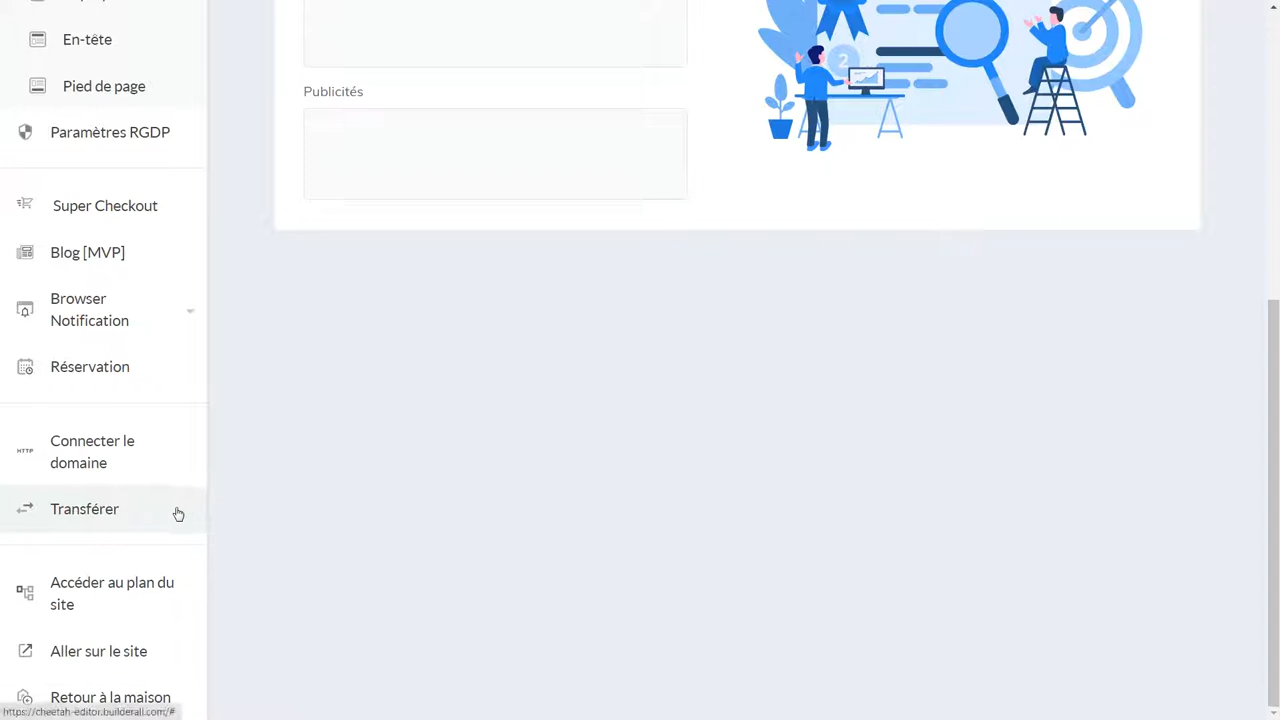 En-tête
Pied de page
Paramètres RGDP
Super Checkout
Blog [MVP]
Browser
Notification
Réservation
HTTP
Connecter le
domaine
Transférer
Accéder au plan du
site
Aller sur le site
Retour à la maison
https://cheetah-editor.builderall.com/#
Publicités
2